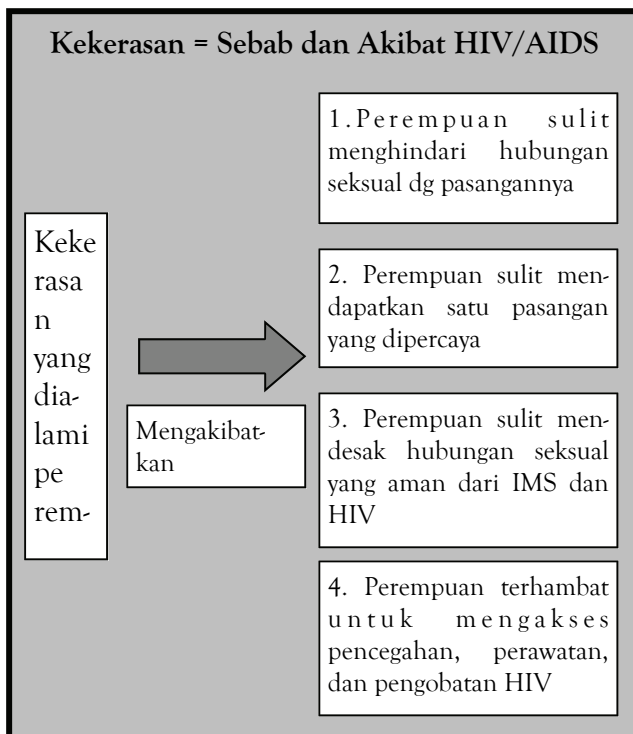 Kekerasan = Sebab dan Akibat HIV/AIDS
Keke
rasa
n
yang
dia-
lami
pe
rem-
Mengakibat-
kan
1.Perempuan sulit
menghindari hubungan
seksual dg pasangannya
2. Perempuan sulit men-
dapatkan satu pasangan
yang dipercaya
3. Perempuan sulit men-
desak hubungan seksual
yang aman dari IMS dan
HIV
4. Perempuan terhambat
untuk mengakses
pencegahan, perawatan,
dan pengobatan HIV